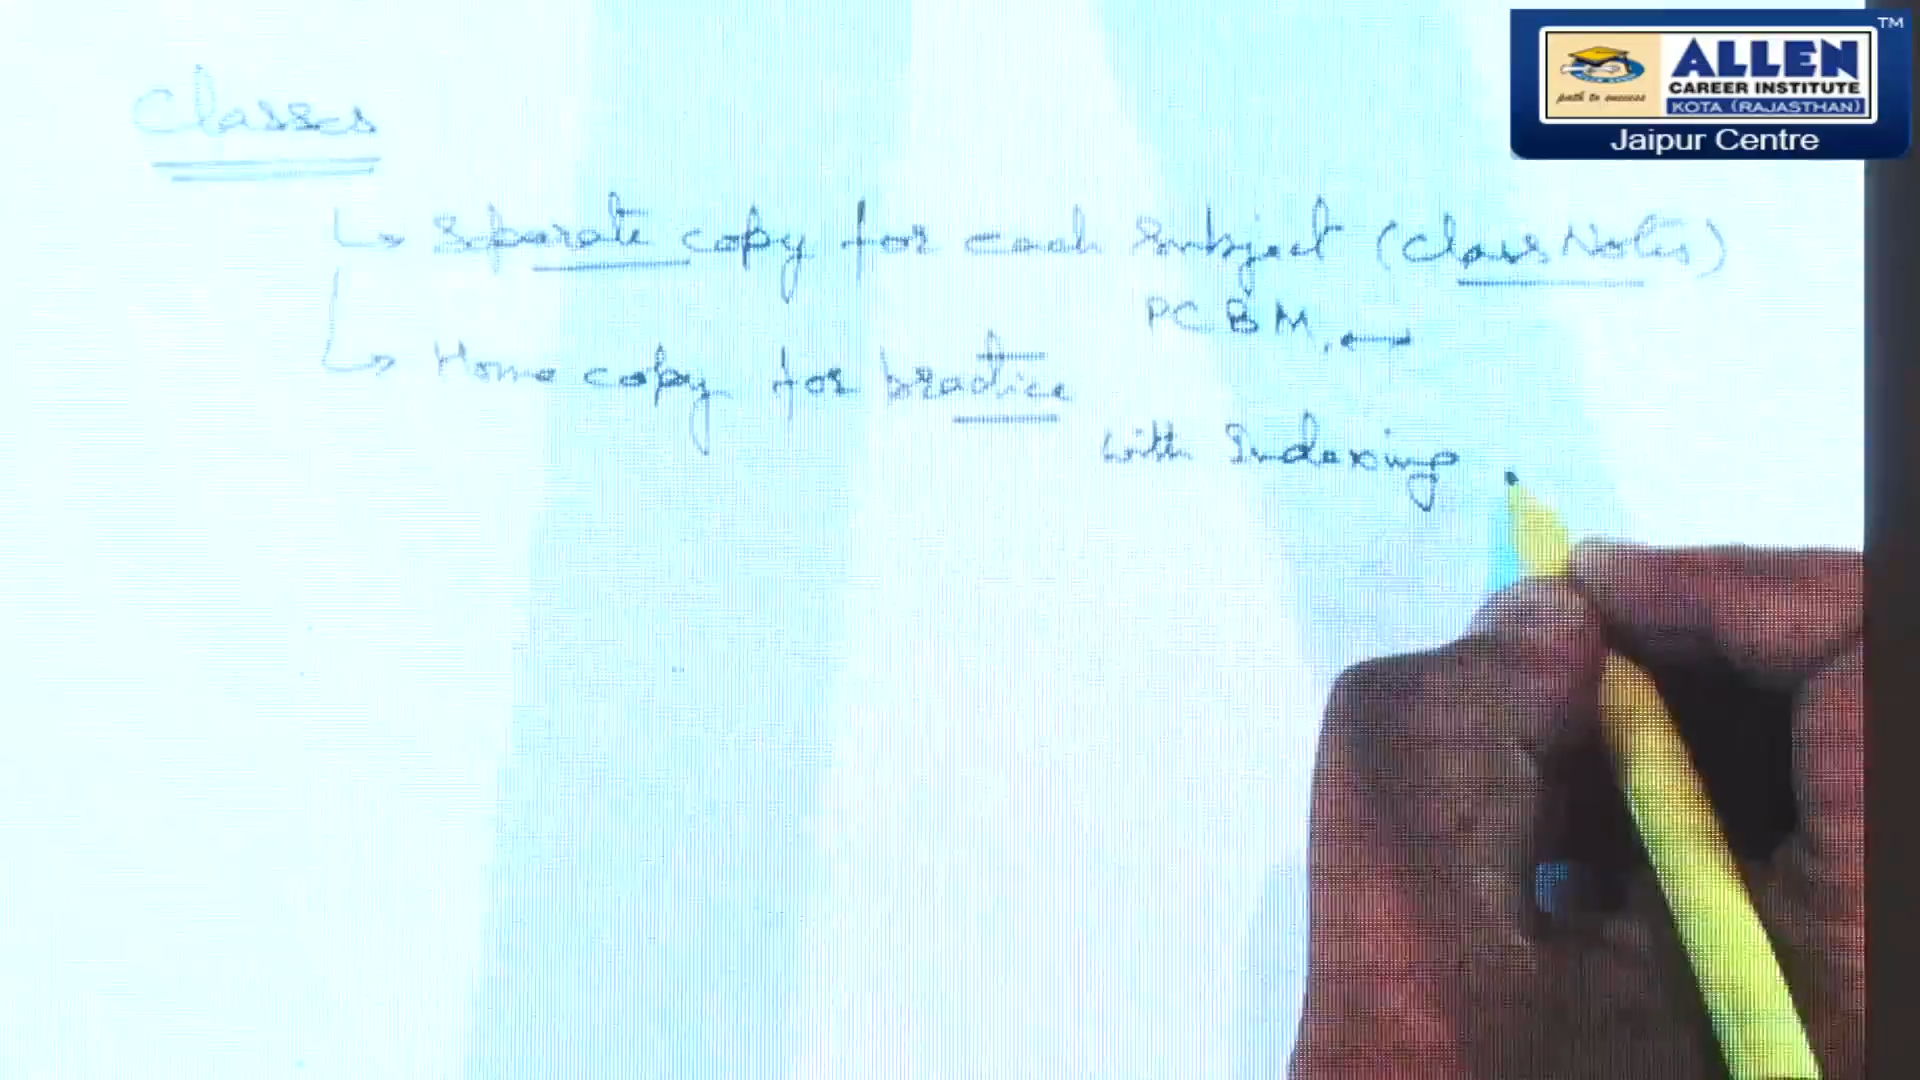 TM
ALLEN
CAREER INSTITUTE
KOTA (RAJASTHAN)
path to success
Jaipur Centre
Classes
↳ Separate copy for each Subject (Class Notes)
PCBM,
↳ Home copy for practice
with Indexing